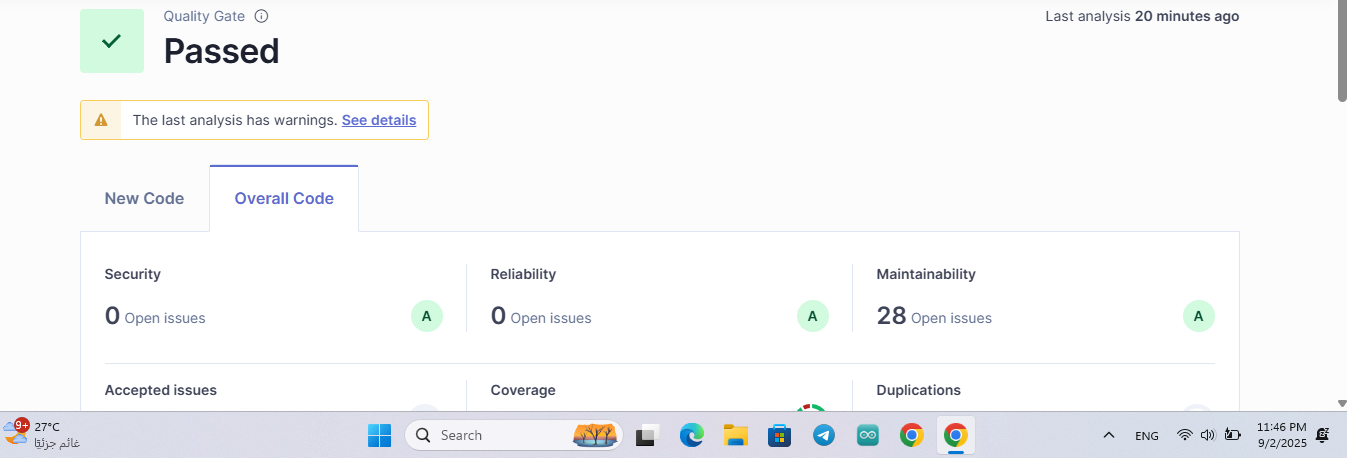 Quality Gate
Last analysis 20 minutes ago
Passed
The last analysis has warnings. See details
New Code
Overall Code
Security
Reliability
Maintainability
0 Open issues
A
0 Open issues
A
28 Open issues
A
Accepted issues
Coverage
Duplications
9+
27°C
غائم جزئيًا
Search
ENG
11:46 PM
9/2/2025